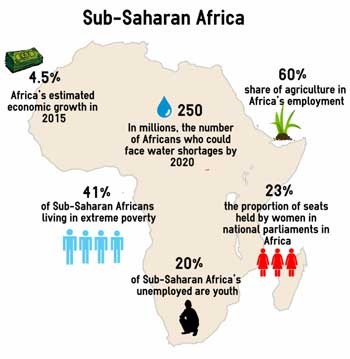 Sub-Saharan Africa
4.5%
Africa's estimated
economic growth in
2015
60%
share of agriculture in
Africa's employment
250
In millions, the number
of Africans who could
face water shortages by
2020
41%
of Sub-Saharan Africans
living in extreme poverty
23%
the proportion of seats
held by women in
national parliaments in
Africa
20%
of Sub-Saharan Africa's
unemployed are youth